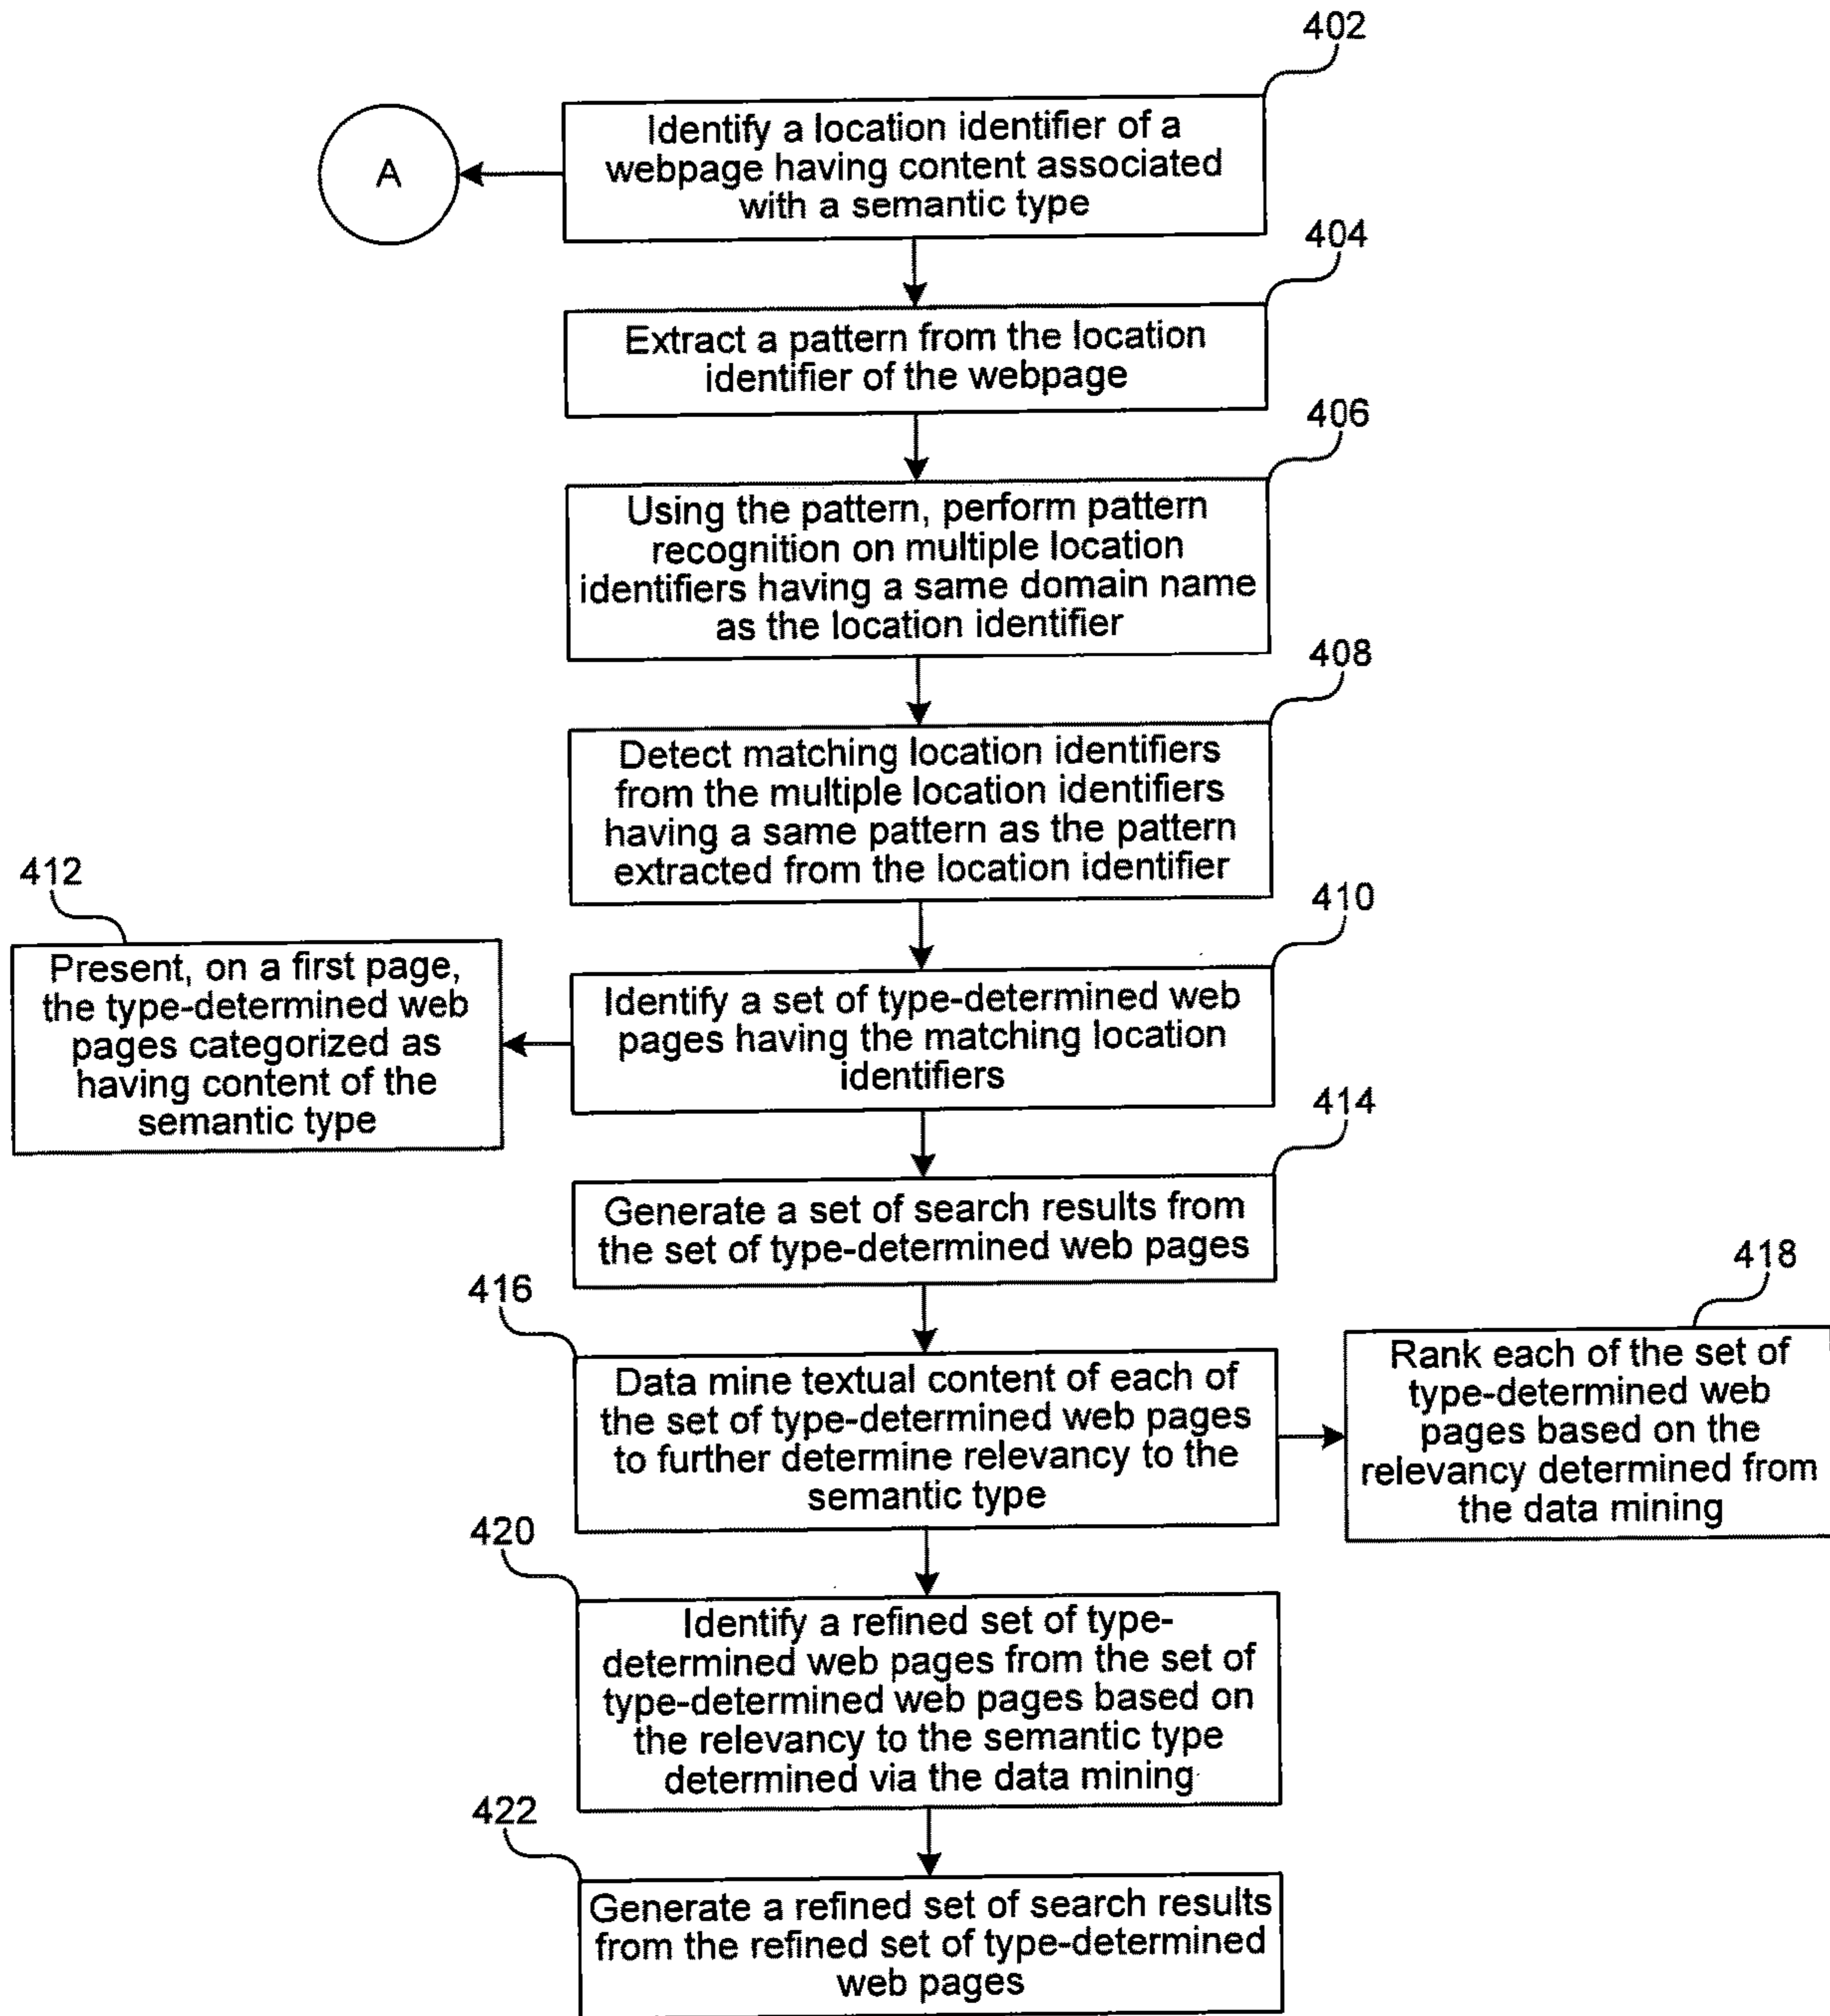 402
A
Identify a location identifier of a
webpage having content associated
with a semantic type
404
Extract a pattern from the location
identifier of the webpage
406
Using the pattern, perform pattern
recognition on multiple location
identifiers having a same domain name
as the location identifier
408
Detect matching location identifiers
from the multiple location identifiers
having a same pattern as the pattern
extracted from the location identifier
410
412
Present, on a first page,
the type-determined web
pages categorized as
having content of the
semantic type
Identify a set of type-determined web
pages having the matching location
identifiers
414
Generate a set of search results from
the set of type-determined web pages
416
Data mine textual content of each of
the set of type-determined web pages
to further determine relevancy to the
semantic type
418
Rank each of the set of
type-determined web
pages based on the
relevancy determined from
the data mining
420
Identify a refined set of type-
determined web pages from the set of
type-determined web pages based on
the relevancy to the semantic type
determined via the data mining
422
Generate a refined set of search results
from the refined set of type-determined
web pages